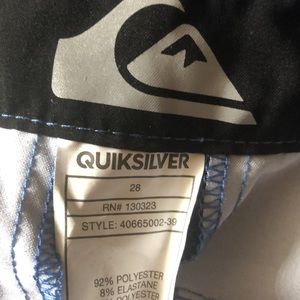 QUIKSILVER
28
RN# 130323
STYLE: 40665002-39
92% POLYESTER
8% ELASTANE